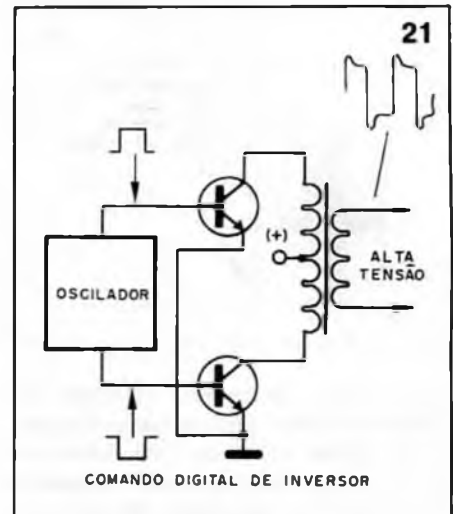 21
(+)
OSCILADOR
ALTA
TENSÃO
COMANDO DIGITAL DE INVERSOR